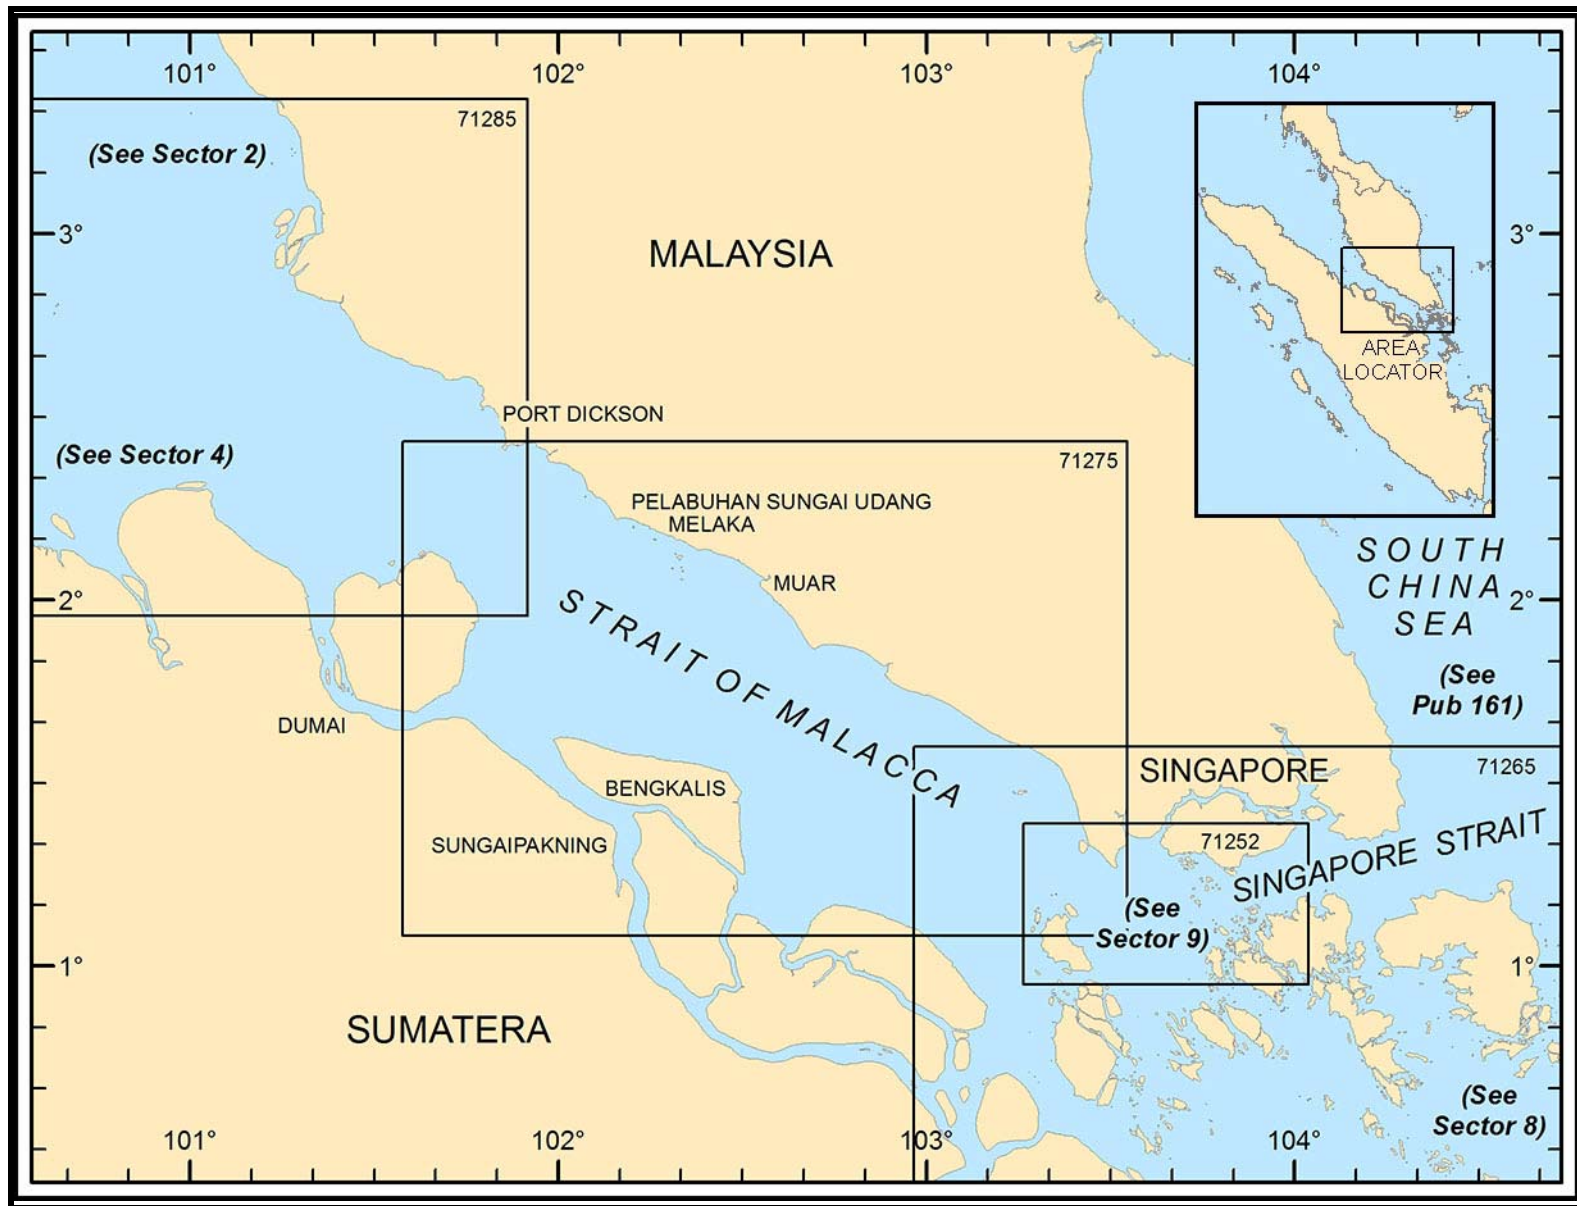 101°
102°
103°
104°
71285
(See Sector 2)
3°
3°
MALAYSIA
AREA
LOCATOR
PORT DICKSON
(See Sector 4)
71275
PELABUHAN SUNGAI UDANG
MELAKA
MUAR
SOUTH
CHINA
SEA
2°
2°
STRAIT OF MALACCA
(See
Pub 161)
DUMAI
SINGAPORE
71265
BENGKALIS
SUNGAIPAKNING
71252
SINGAPORE STRAIT
(See
Sector 9)
1°
1°
SUMATERA
(See
Sector 8)
101°
102°
103°
104°